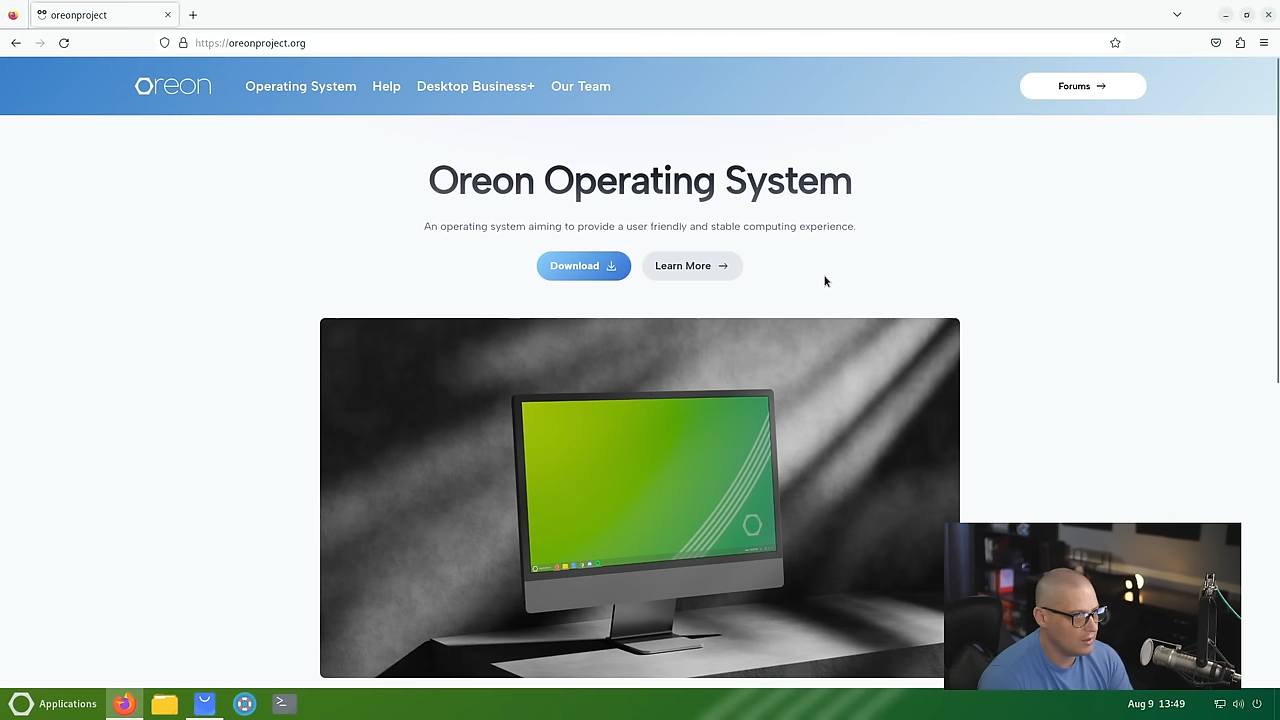 oreonproject
https://oreonproject.org
Oreon
Operating System
Help
Desktop Business+
Our Team
Forums
Oreon Operating System
An operating system aiming to provide a user friendly and stable computing experience.
Download
Learn More
Applications
Aug 9 13:49